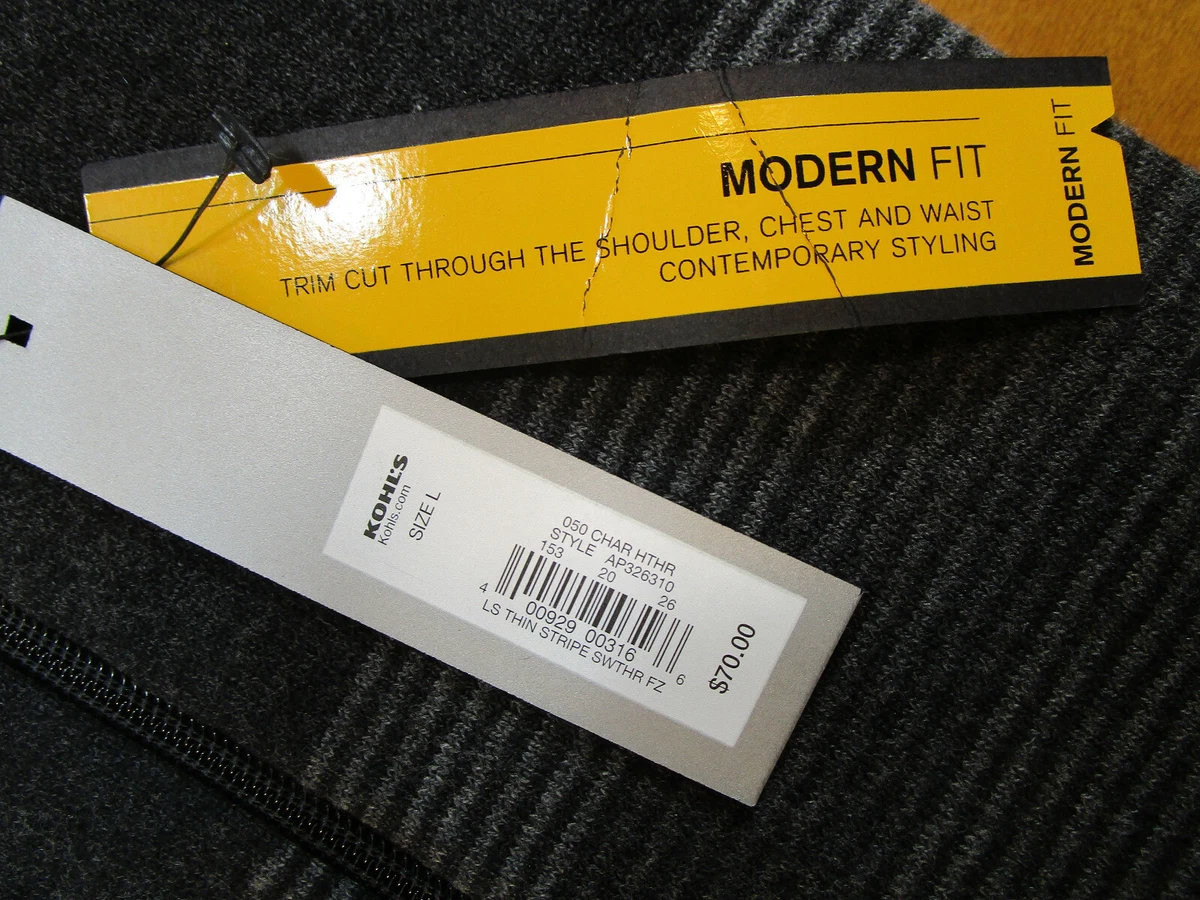 MODERN FIT
TRIM CUT THROUGH THE SHOULDER, CHEST AND WAIST
CONTEMPORARY STYLING
MODERN FIT
KOHL'S
Kohls.com
SIZE L
050 CHAR HTHR
STYLE AP326310
153 20 26
4 00929 00316 6
LS THIN STRIPE SWTHR FZ
$70.00